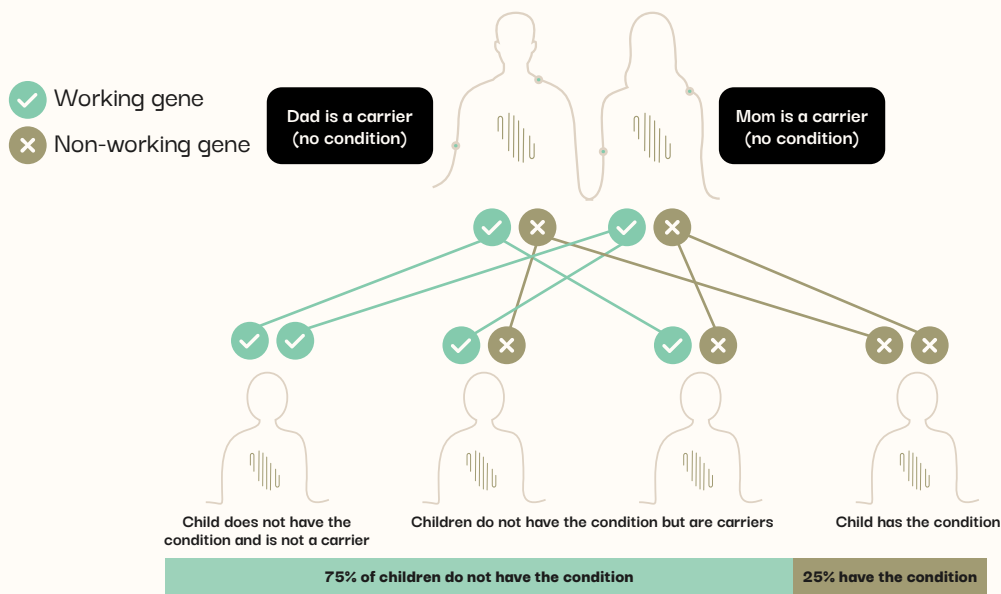 Working gene
Non-working gene
Dad is a carrier
(no condition)
Mom is a carrier
(no condition)
Child does not have the
condition and is not a carrier
Children do not have the condition but are carriers
Child has the condition
75% of children do not have the condition
25% have the condition